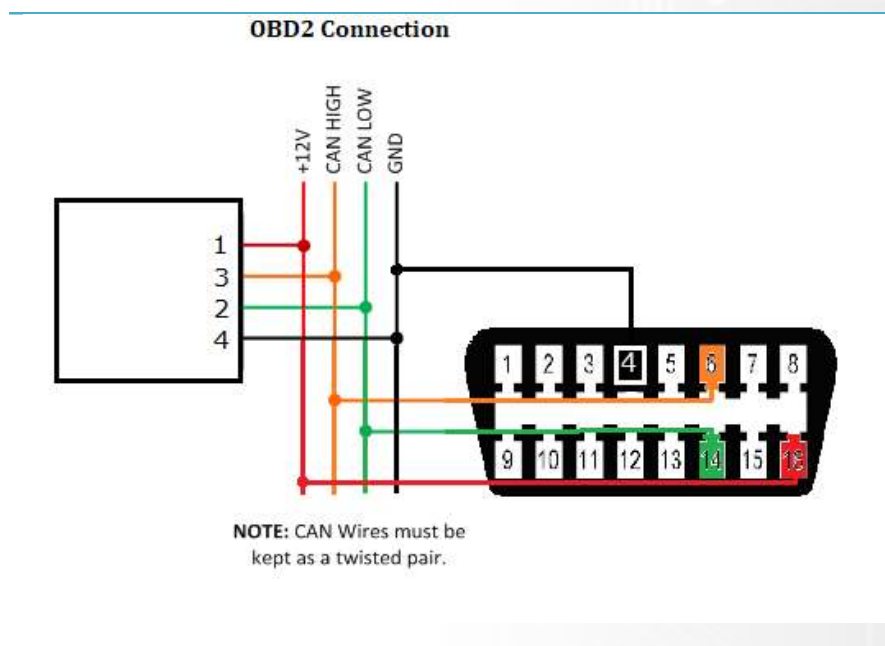 OBD2 Connection
+12V
CAN HIGH
CAN LOW
GND
1
3
2
4
1 2 3 4 5 6 7 8
9 10 11 12 13 14 15 16
NOTE: CAN Wires must be
kept as a twisted pair.